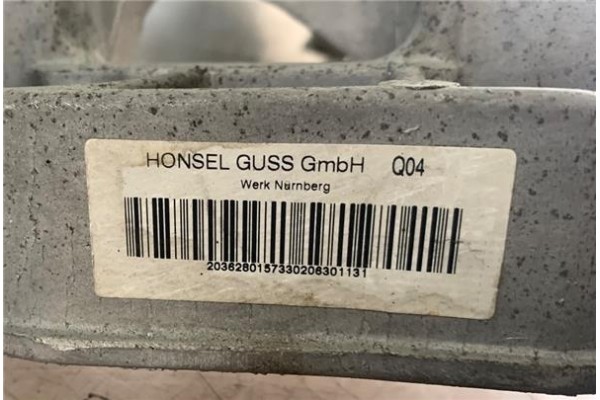 HONSEL GUSS GmbH Q04
Werk Nürnberg
2036280157330206301131